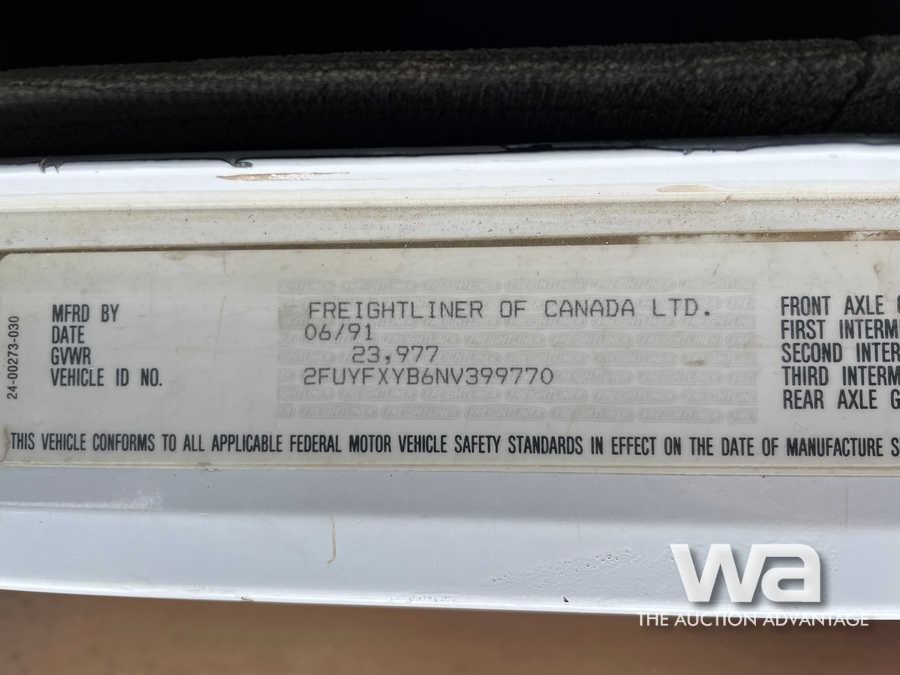 24-00273-030
MFRD BY FREIGHTLINER OF CANADA LTD.
DATE 06/91
GVWR 23,977
VEHICLE ID NO. 2FUYFXYB6NV399770
FRONT AXLE
FIRST INTERM
SECOND INTER
THIRD INTERM
REAR AXLE G
THIS VEHICLE CONFORMS TO ALL APPLICABLE FEDERAL MOTOR VEHICLE SAFETY STANDARDS IN EFFECT ON THE DATE OF MANUFACTURE S
wa
THE AUCTION ADVANTAGE